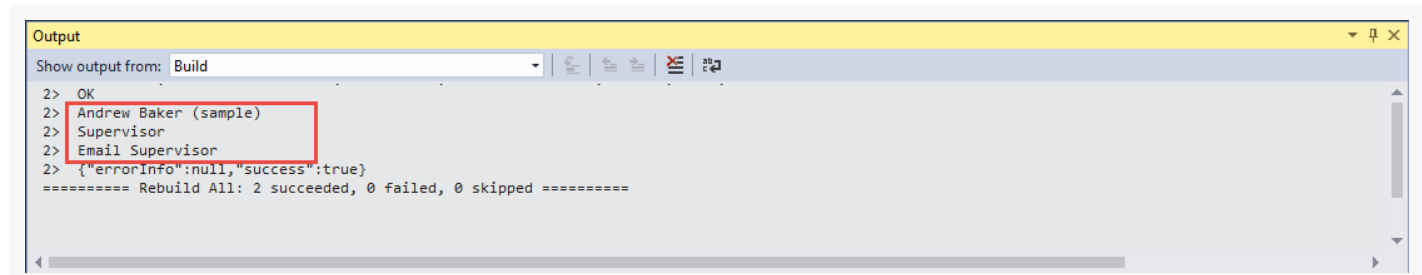 Output
Show output from: Build
2> OK
2> Andrew Baker (sample)
2> Supervisor
2> Email Supervisor
2> {"errorInfo":null,"success":true}
========== Rebuild All: 2 succeeded, 0 failed, 0 skipped ==========